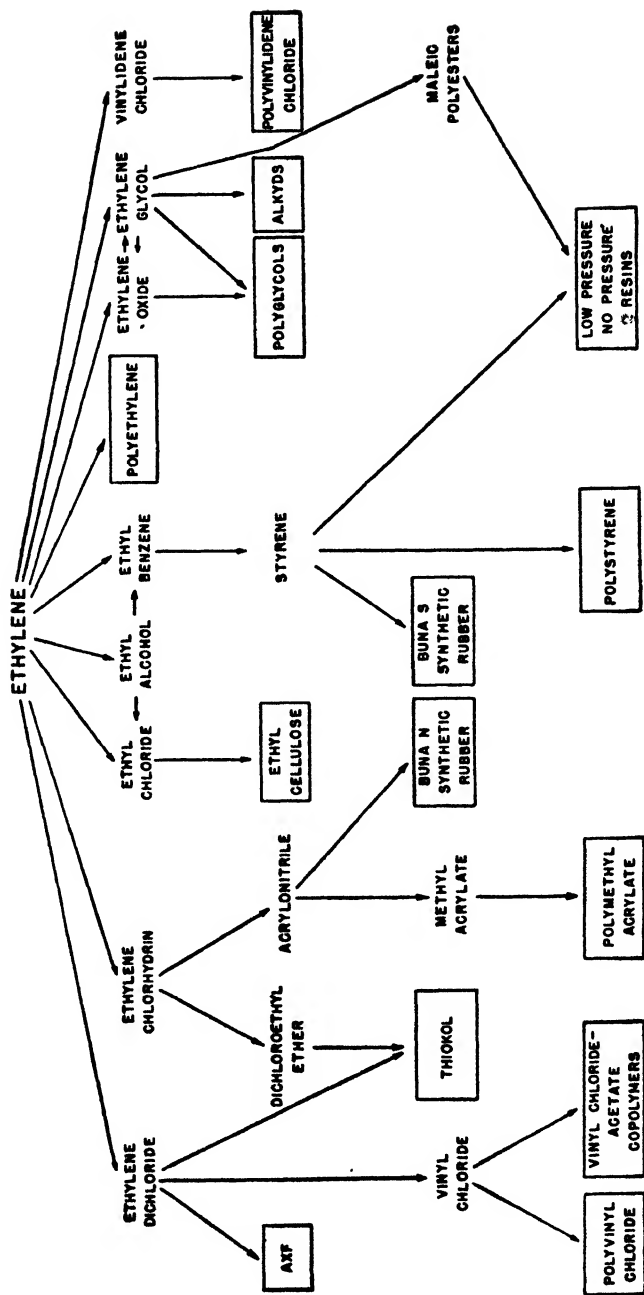 ETHYLENE
ETHYLENE
DICHLORIDE
ETHYLENE
CHLORHYDRIN
ETHYL
CHLORIDE
ETHYL
ALCOHOL
ETHYL
BENZENE
POLYETHYLENE
ETHYLENE
OXIDE
ETHYLENE
GLYCOL
VINYLIDENE
CHLORIDE
AXF
DICHLOROETHYL
ETHER
ACRYLONITRILE
ETHYL
CELLULOSE
STYRENE
POLYGLYCOLS
ALKYDS
POLYVINYLIDENE
CHLORIDE
VINYL
CHLORIDE
THIOKOL
METHYL
ACRYLATE
BUNA N
SYNTHETIC
RUBBER
BUNA S
SYNTHETIC
RUBBER
MALEIC
POLYESTERS
POLYVINYL
CHLORIDE
VINYL CHLORIDE-
ACETATE
COPOLYMERS
POLYMETHYL
ACRYLATE
POLYSTYRENE
LOW PRESSURE
NO PRESSURE
RESINS